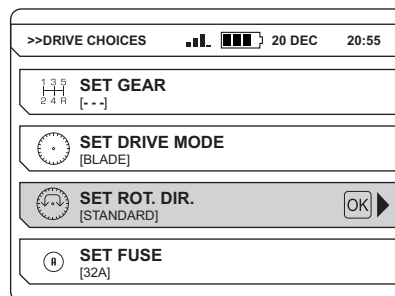 >>DRIVE CHOICES 20 DEC 20:55
1 3 5
2 4 R
SET GEAR
[- - -]
SET DRIVE MODE
[BLADE]
SET ROT. DIR.
[STANDARD]
OK
A
SET FUSE
[32A]